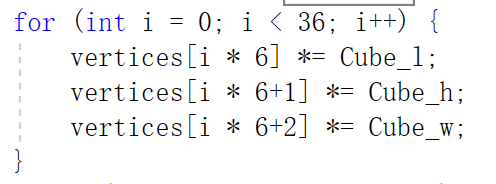 for (int i = 0; i < 36; i++) {
    vertices[i * 6] *= Cube_l;
    vertices[i * 6+1] *= Cube_h;
    vertices[i * 6+2] *= Cube_w;
}